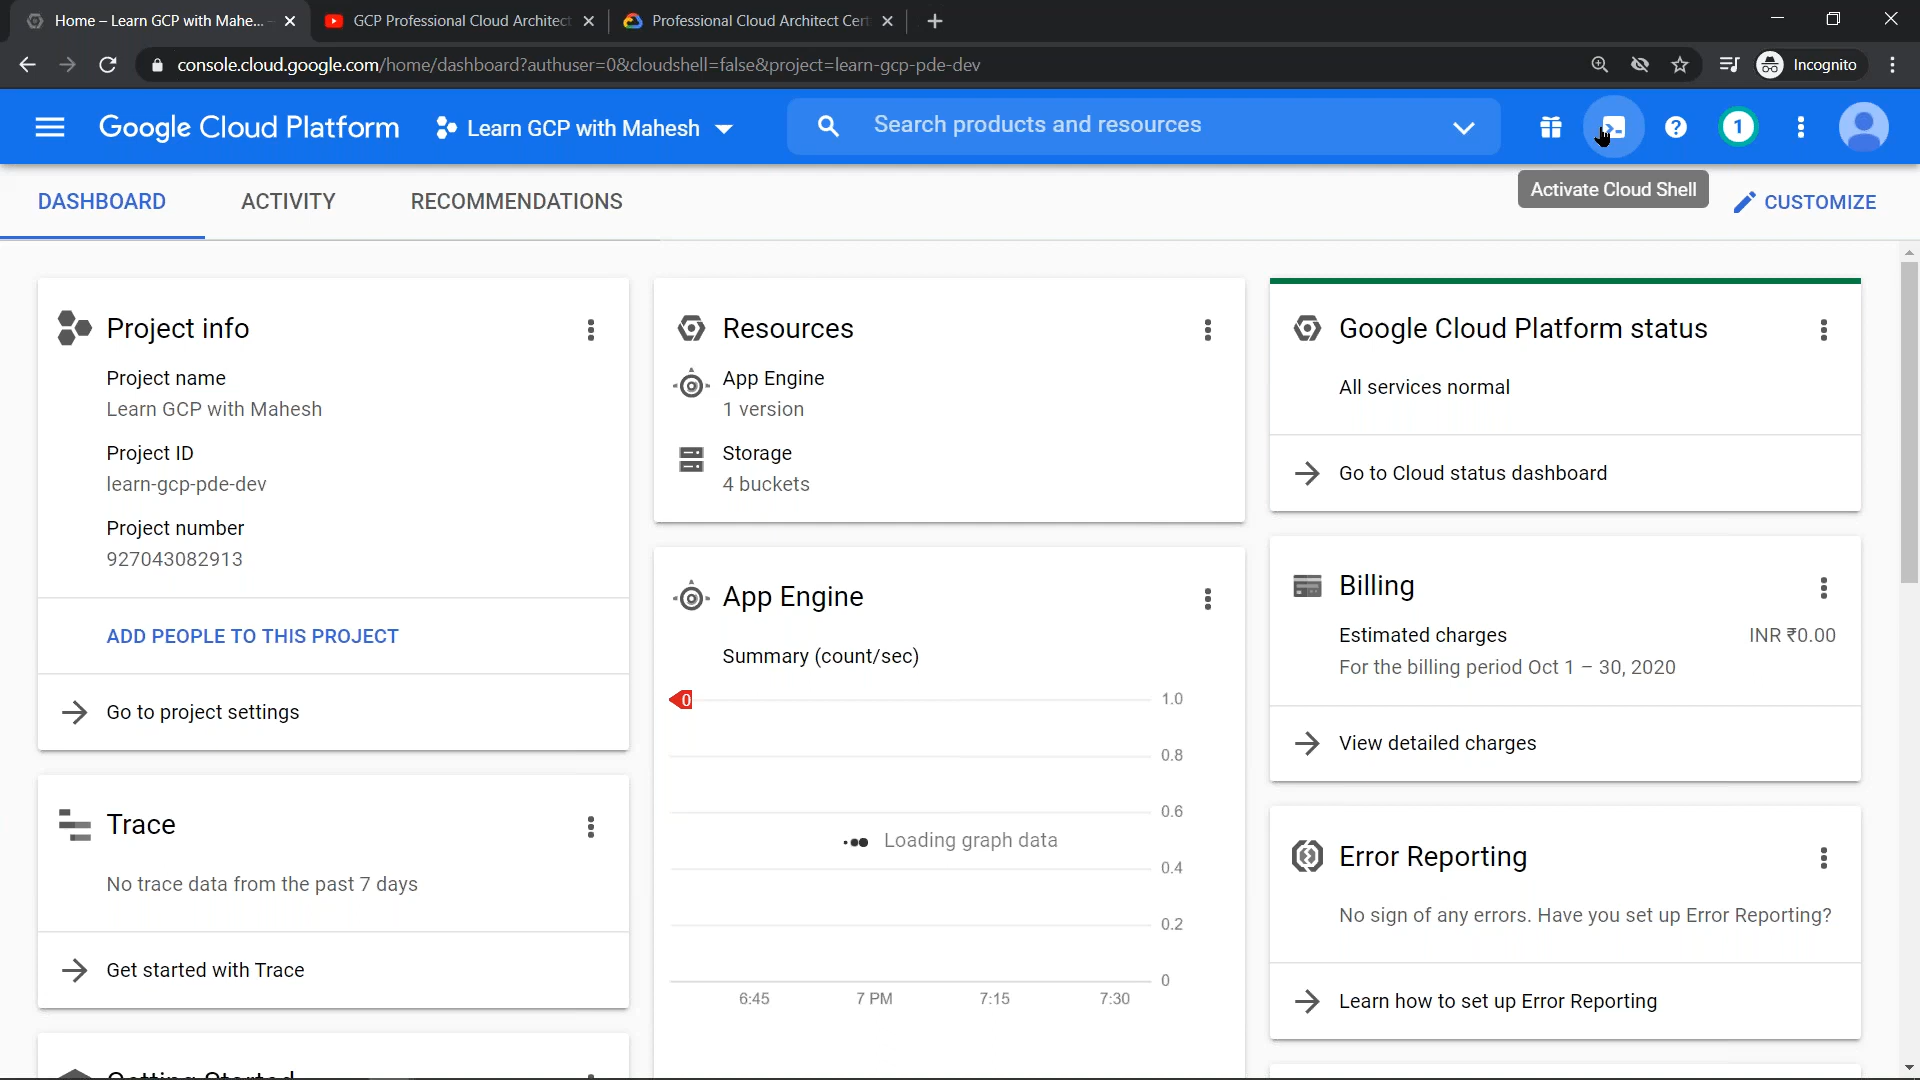 Home – Learn GCP with Mahe...
GCP Professional Cloud Architect
Professional Cloud Architect Cert
console.cloud.google.com/home/dashboard?authuser=0&cloudshell=false&project=learn-gcp-pde-dev
Incognito
Google Cloud Platform
Learn GCP with Mahesh
Search products and resources
1
DASHBOARD
ACTIVITY
RECOMMENDATIONS
Activate Cloud Shell
CUSTOMIZE
Project info
Project name
Learn GCP with Mahesh
Project ID
learn-gcp-pde-dev
Project number
927043082913
ADD PEOPLE TO THIS PROJECT
Go to project settings
Trace
No trace data from the past 7 days
Get started with Trace
Getting Started
Resources
App Engine
1 version
Storage
4 buckets
App Engine
Summary (count/sec)
0
1.0
0.8
0.6
Loading graph data
0.4
0.2
0
6:45
7 PM
7:15
7:30
Google Cloud Platform status
All services normal
Go to Cloud status dashboard
Billing
Estimated charges
INR ₹0.00
For the billing period Oct 1 – 30, 2020
View detailed charges
Error Reporting
No sign of any errors. Have you set up Error Reporting?
Learn how to set up Error Reporting